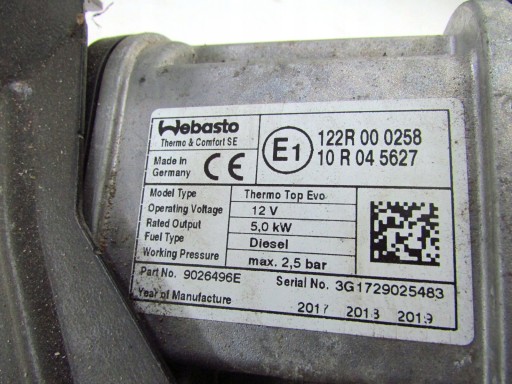 Webasto
Thermo & Comfort SE
Made in
Germany
CE
E1
122R 00 0258
10 R 04 5627
Model Type Thermo Top Evo
Operating Voltage 12 V
Rated Output 5,0 kW
Fuel Type Diesel
Working Pressure max. 2,5 bar
Part No. 9026496E Serial No. 3G1729025483
Year of Manufacture 2017 2018 2019